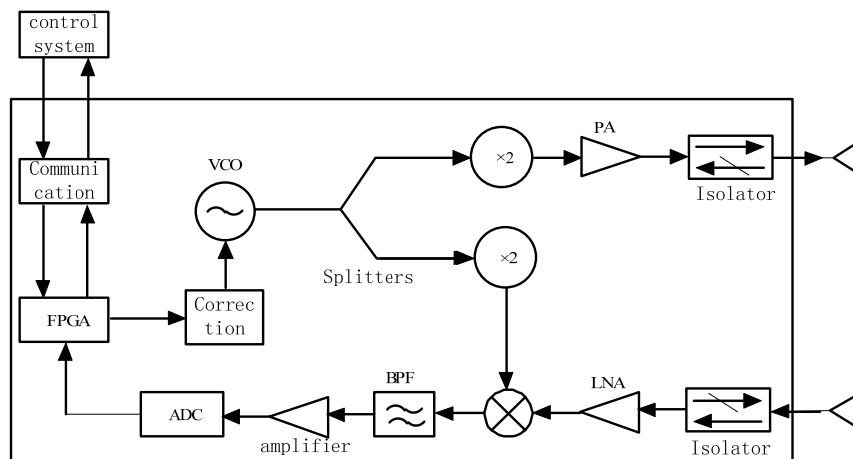 control
system
PA
VCO
×2
Communi
cation
Isolator
×2
Splitters
FPGA
Correc
tion
BPF
LNA
ADC
amplifier
Isolator